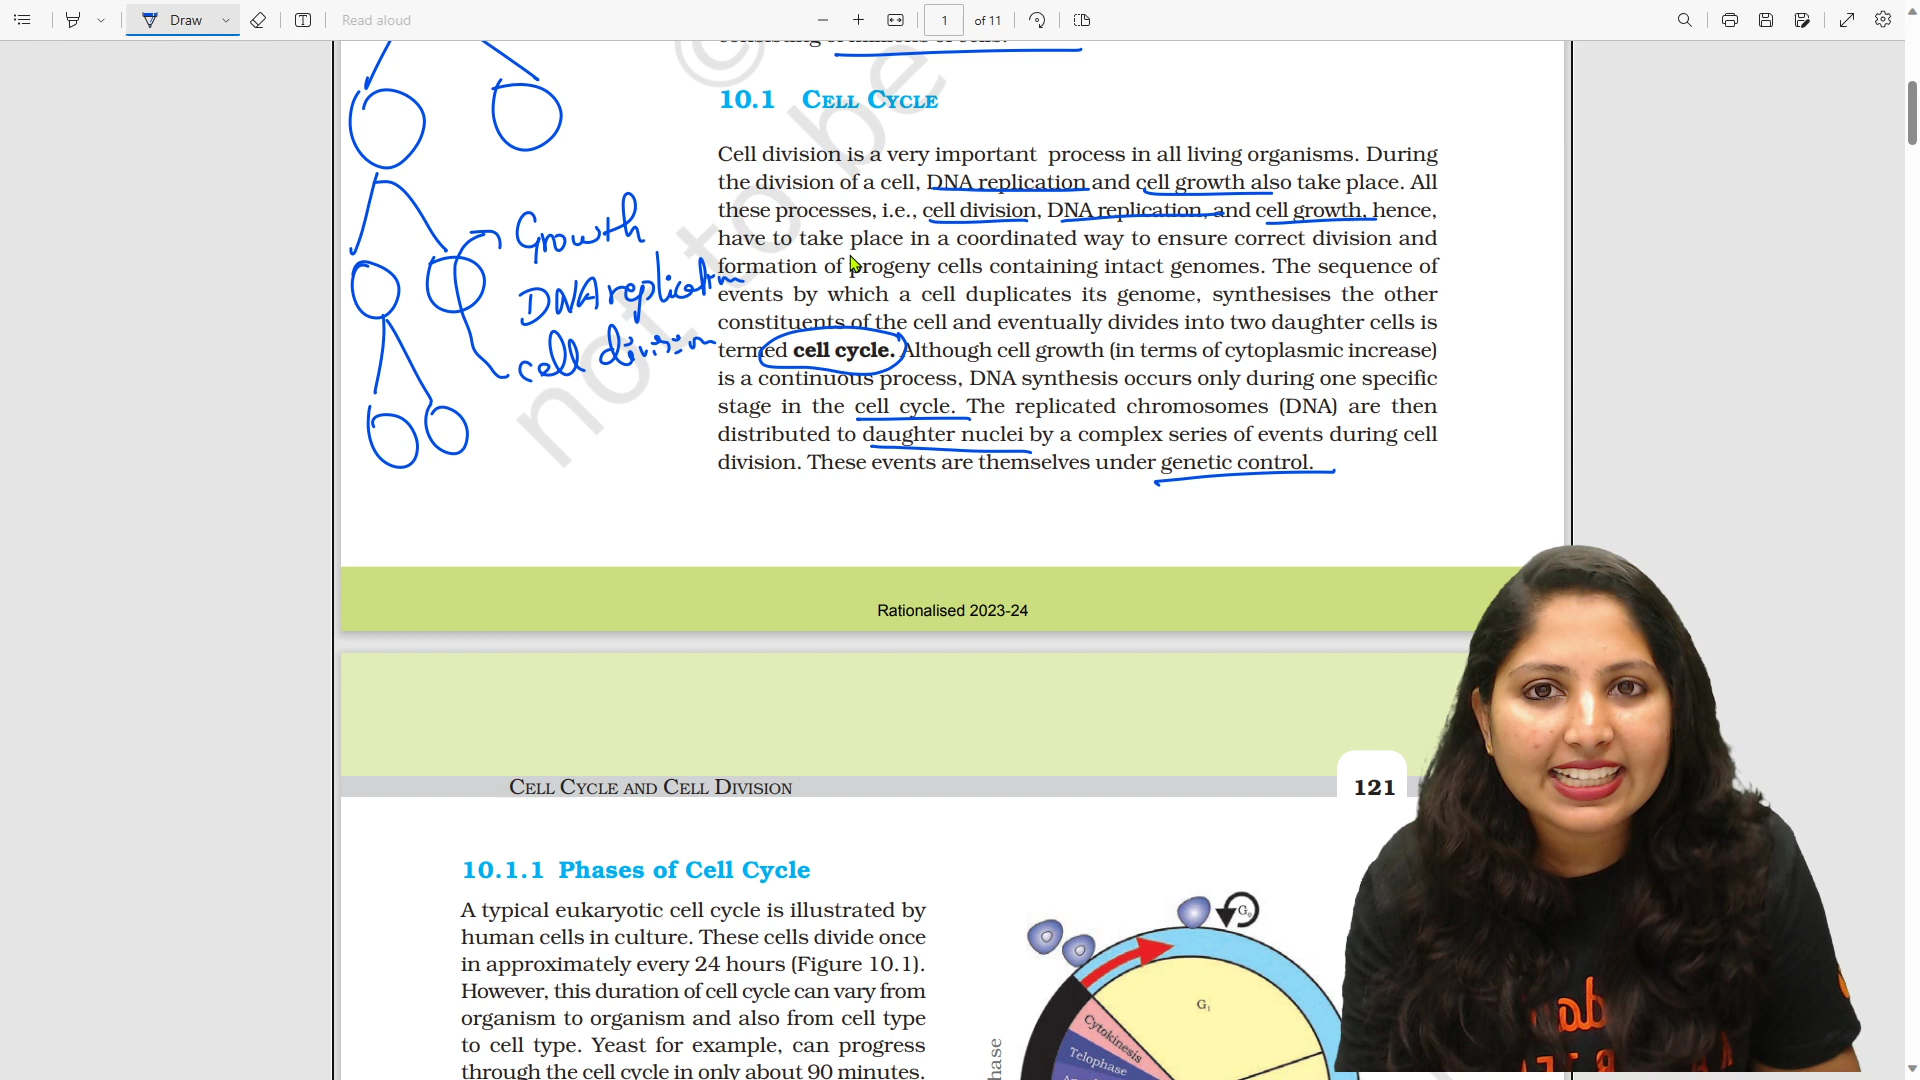 Draw
Read aloud
1 of 11
10.1 CELL CYCLE
Cell division is a very important process in all living organisms. During
the division of a cell, DNA replication and cell growth also take place. All
these processes, i.e., cell division, DNA replication, and cell growth, hence,
have to take place in a coordinated way to ensure correct division and
formation of progeny cells containing intact genomes. The sequence of
events by which a cell duplicates its genome, synthesises the other
constituents of the cell and eventually divides into two daughter cells is
termed cell cycle. Although cell growth (in terms of cytoplasmic increase)
is a continuous process, DNA synthesis occurs only during one specific
stage in the cell cycle. The replicated chromosomes (DNA) are then
distributed to daughter nuclei by a complex series of events during cell
division. These events are themselves under genetic control.
Growth
DNA replication
cell division
© not to be
Rationalised 2023-24
CELL CYCLE AND CELL DIVISION
121
10.1.1 Phases of Cell Cycle
A typical eukaryotic cell cycle is illustrated by
human cells in culture. These cells divide once
in approximately every 24 hours (Figure 10.1).
However, this duration of cell cycle can vary from
organism to organism and also from cell type
to cell type. Yeast for example, can progress
through the cell cycle in only about 90 minutes.
G0
G1
Cytokinesis
Telophase